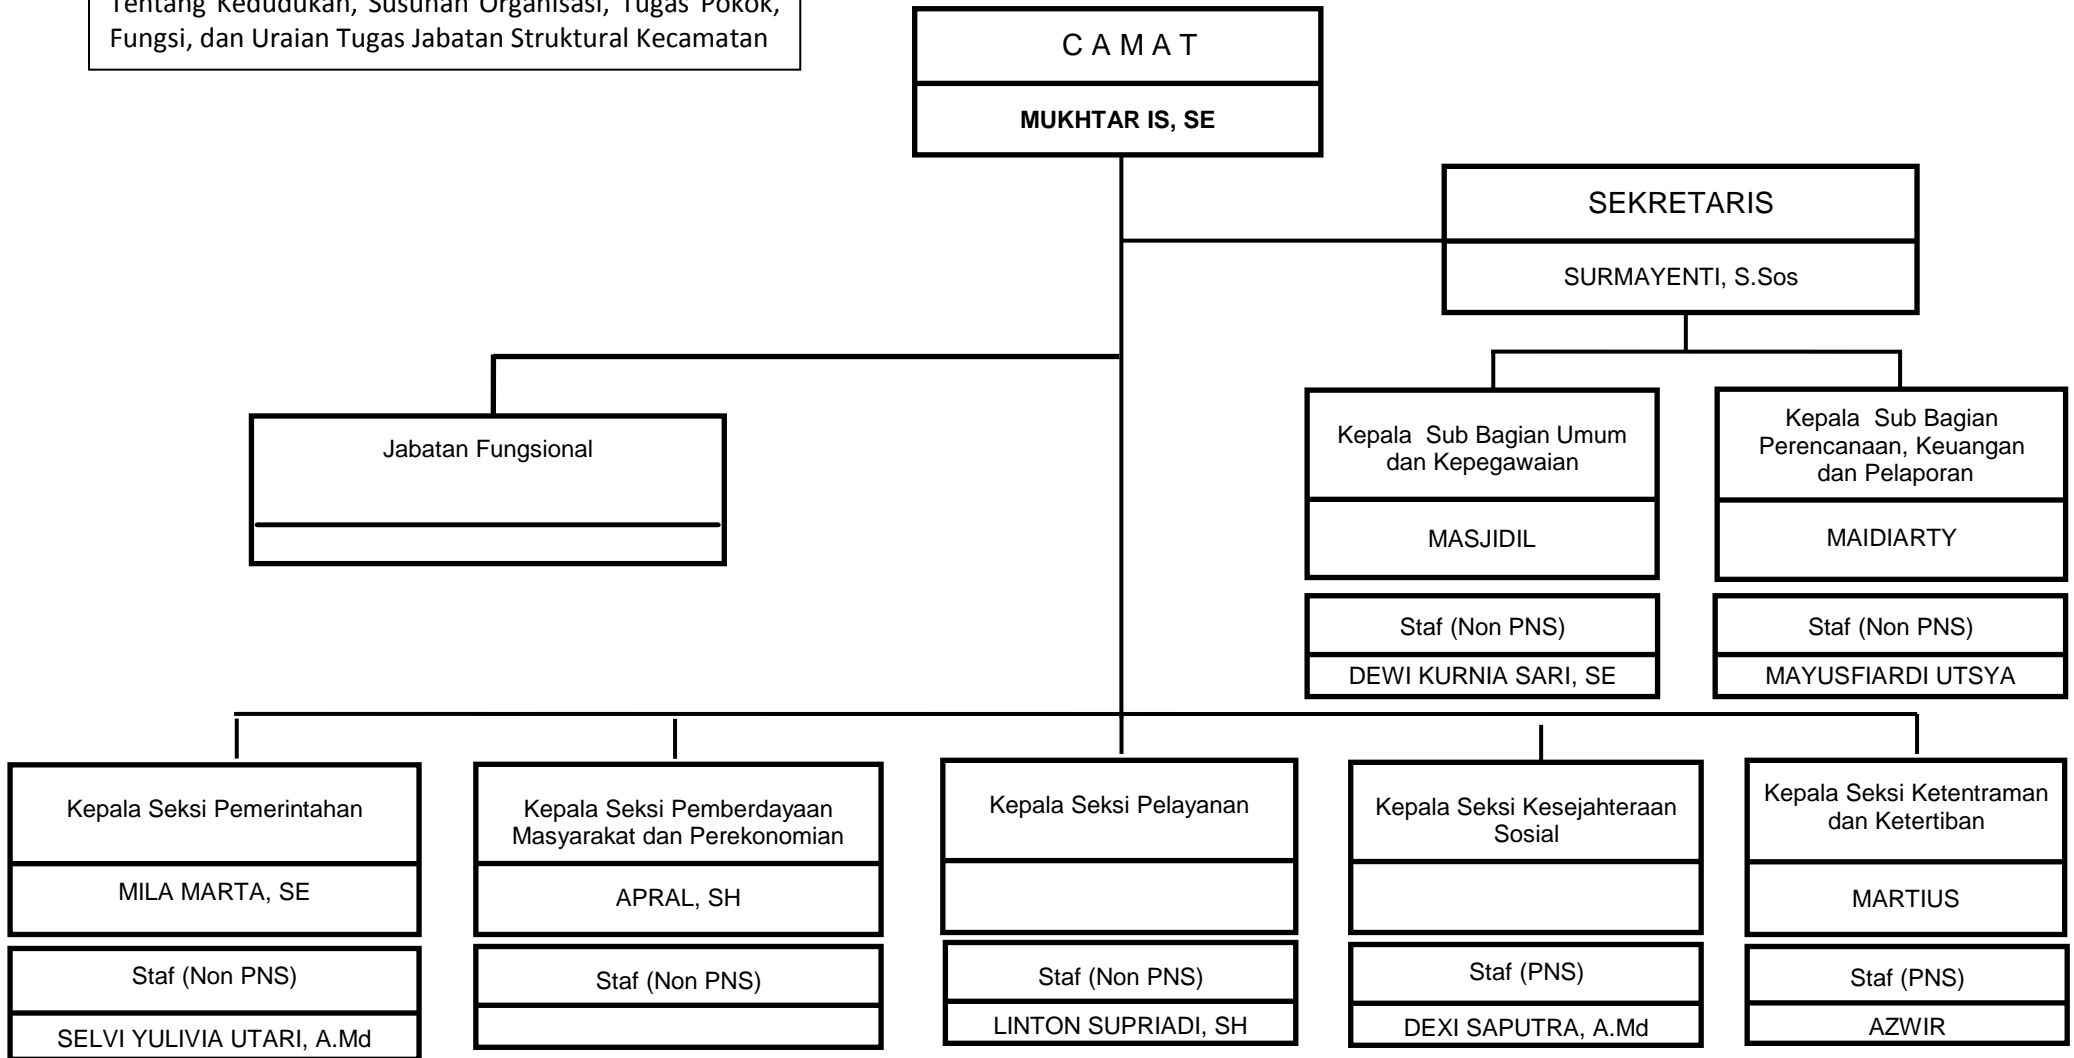 Tentang Kedudukan, Susunan Organisasi, Tugas Pokok,
Fungsi, dan Uraian Tugas Jabatan Struktural Kecamatan
C A M A T
MUKHTAR IS, SE
SEKRETARIS
SURMAYENTI, S.Sos
Jabatan Fungsional
Kepala Sub Bagian Umum
dan Kepegawaian
MASJIDIL
Staf (Non PNS)
DEWI KURNIA SARI, SE
Kepala Sub Bagian
Perencanaan, Keuangan
dan Pelaporan
MAIDIARTY
Staf (Non PNS)
MAYUSFIARDI UTSYA
Kepala Seksi Pemerintahan
MILA MARTA, SE
Staf (Non PNS)
SELVI YULIVIA UTARI, A.Md
Kepala Seksi Pemberdayaan
Masyarakat dan Perekonomian
APRAL, SH
Staf (Non PNS)
Kepala Seksi Pelayanan
Staf (Non PNS)
LINTON SUPRIADI, SH
Kepala Seksi Kesejahteraan
Sosial
Staf (PNS)
DEXI SAPUTRA, A.Md
Kepala Seksi Ketentraman
dan Ketertiban
MARTIUS
Staf (PNS)
AZWIR